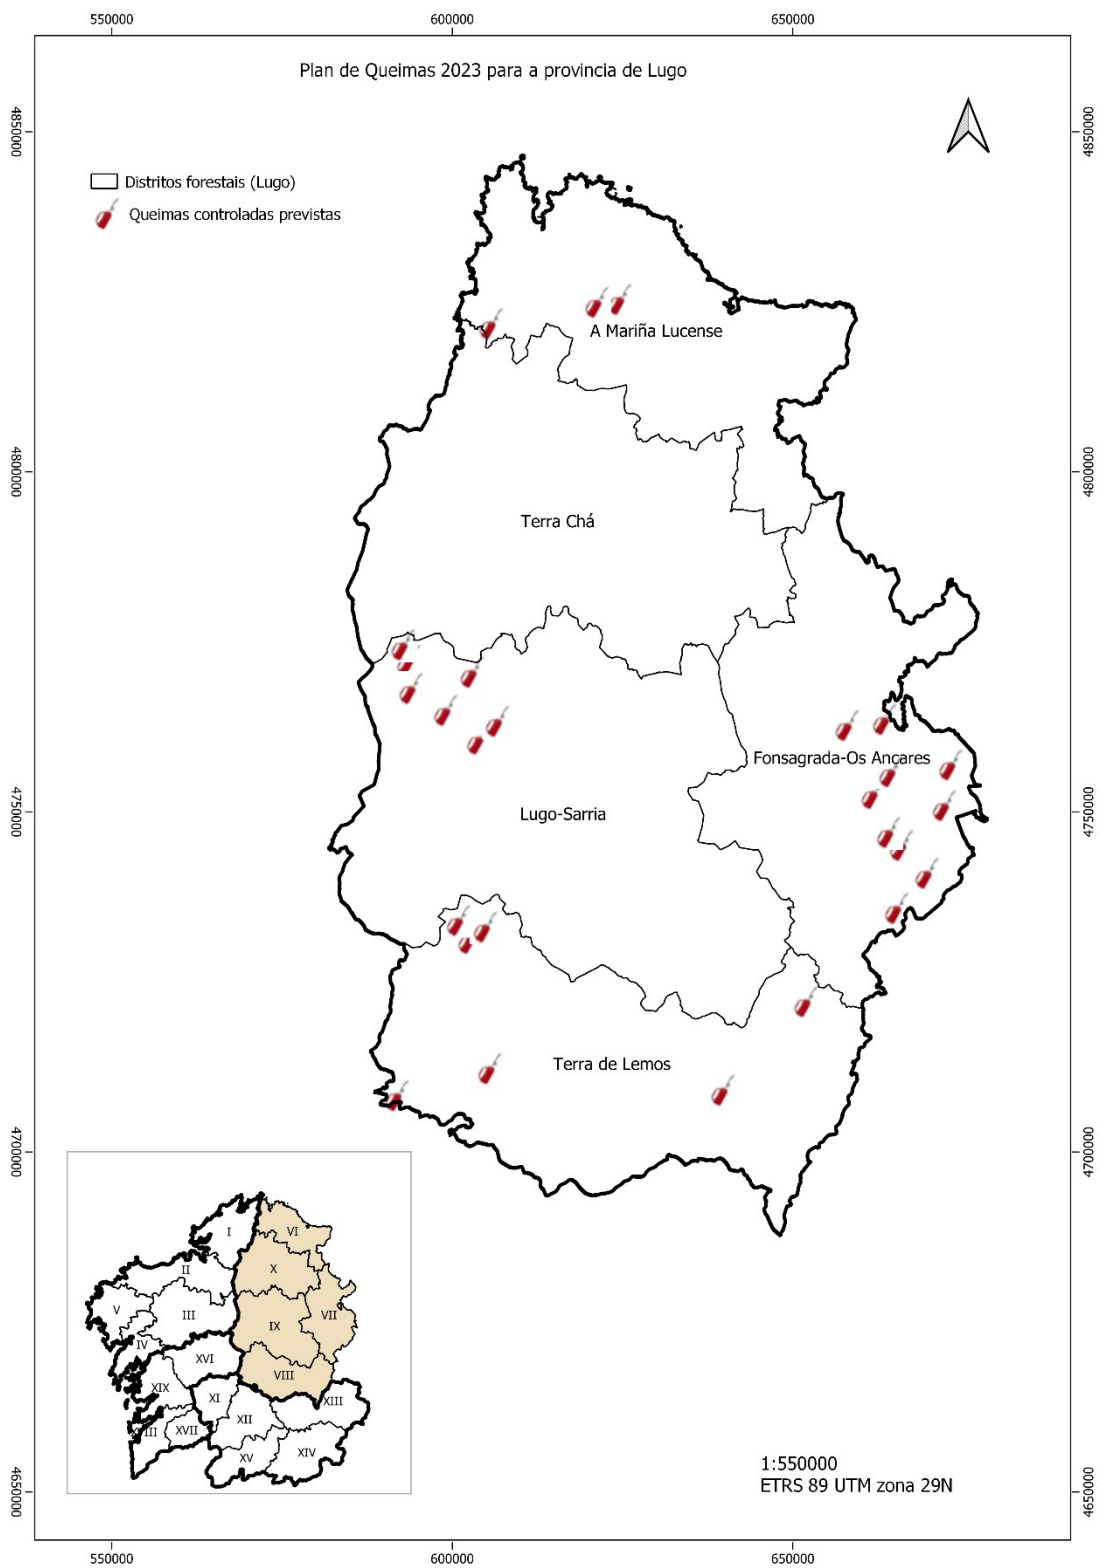 550000
600000
650000
Plan de Queimas 2023 para a provincia de Lugo
4850000
4850000
Distritos forestais (Lugo)
Queimas controladas previstas
A Mariña Lucense
4800000
4800000
Terra Chá
Fonsagrada-Os Ancares
4750000
4750000
Lugo-Sarria
Terra de Lemos
4700000
4700000
I
VI
II
X
V
III
VII
IX
IV
XVI
VIII
XIX
XI
XIII
XII
XVII
XIV
XV
1:550000
ETRS 89 UTM zona 29N
4650000
4650000
550000
600000
650000